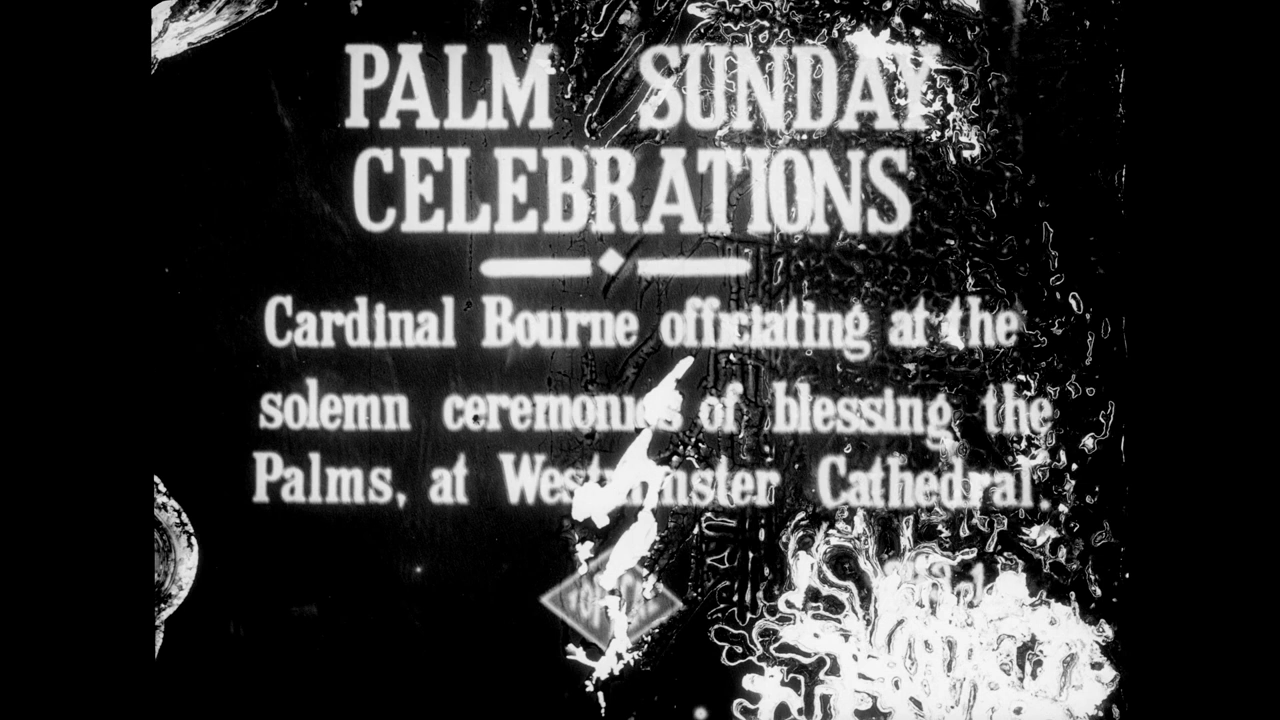 PALM SUNDAY
CELEBRATIONS
Cardinal Bourne officiating at the
solemn ceremonies of blessing the
Palms, at Westminster Cathedral.